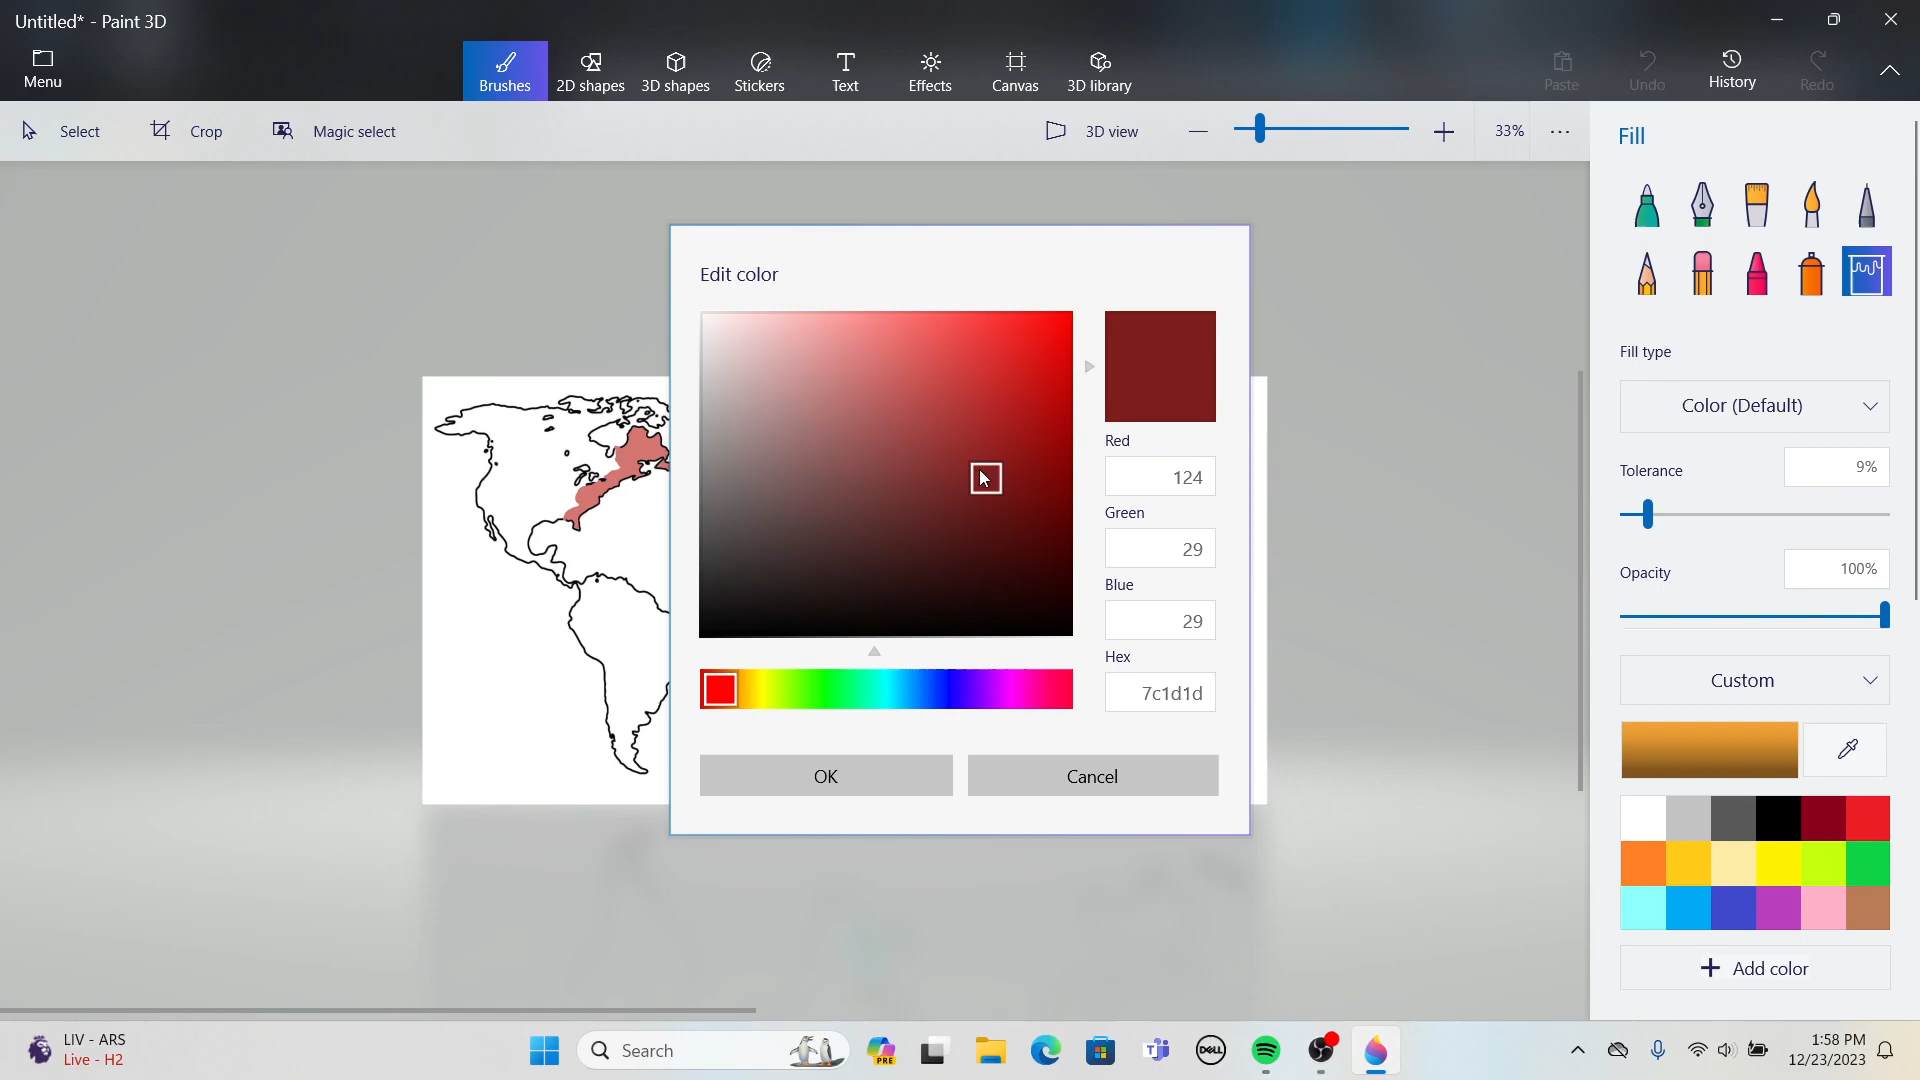 Untitled* - Paint 3D
Menu
Brushes
2D shapes
3D shapes
Stickers
Text
Effects
Canvas
3D library
Paste
Undo
History
Redo
Select
Crop
Magic select
3D view
33%
Fill
Edit color
Red
124
Green
29
Blue
29
Hex
7c1d1d
OK
Cancel
Fill type
Color (Default)
Tolerance
9%
Opacity
100%
Custom
Add color
LIV - ARS
Live - H2
Search
PRE
DELL
1:58 PM
12/23/2023